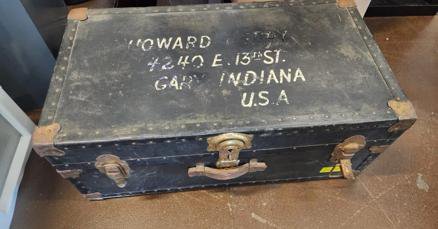 HOWARD
4240 E. 13TH ST.
GARY INDIANA
U.S.A